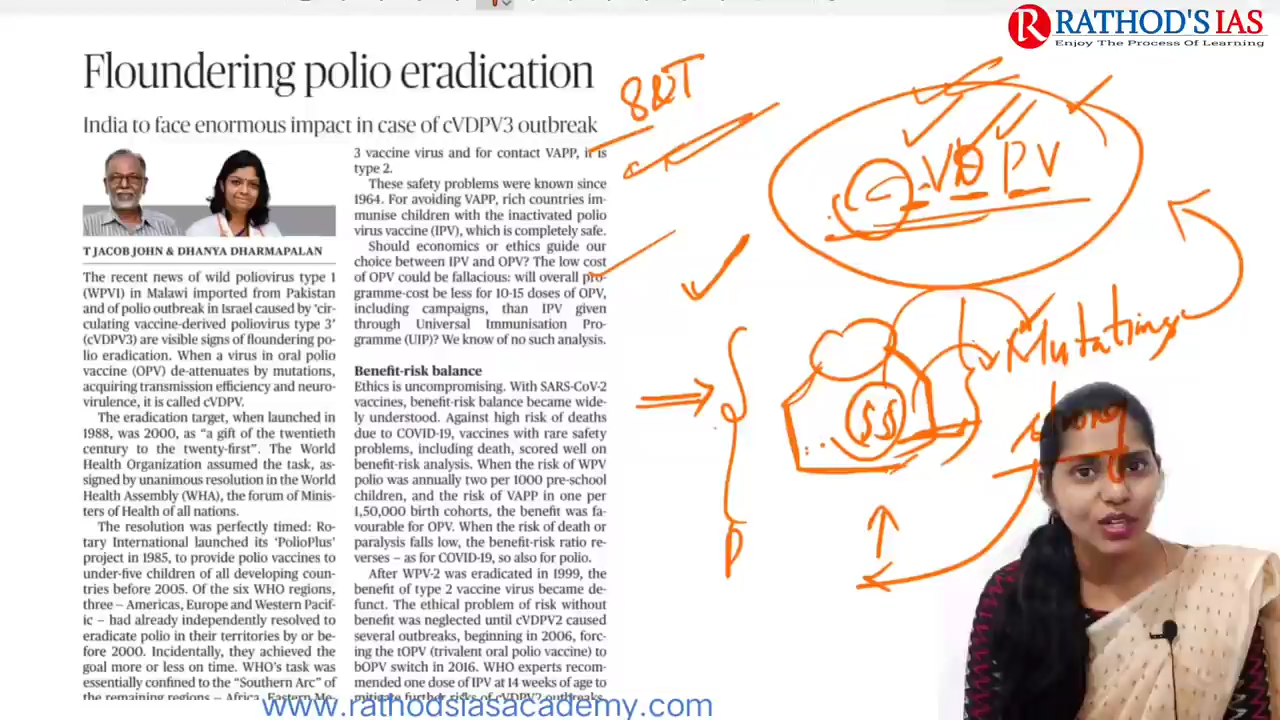 RATHOD'S IAS
Enjoy The Process Of Learning
Floundering polio eradication
India to face enormous impact in case of cVDPV3 outbreak
T JACOB JOHN & DHANYA DHARMAPALAN
The recent news of wild poliovirus type 1
(WPV1) in Malawi imported from Pakistan
and of polio outbreak in Israel caused by 'cir-
culating vaccine-derived poliovirus type 3'
(cVDPV3) are visible signs of floundering po-
lio eradication. When a virus in oral polio
vaccine (OPV) de-attenuates by mutations,
acquiring transmission efficiency and neuro-
virulence, it is called cVDPV.
The eradication target, when launched in
1988, was 2000, as "a gift of the twentieth
century to the twenty-first". The World
Health Organization assumed the task, as-
signed by unanimous resolution in the World
Health Assembly (WHA), the forum of Minis-
ters of Health of all nations.
The resolution was perfectly timed: Ro-
tary International launched its 'PolioPlus'
project in 1985, to provide polio vaccines to
under-five children of all developing coun-
tries before 2005. Of the six WHO regions,
three – Americas, Europe and Western Pacif-
ic – had already independently resolved to
eradicate polio in their territories by or be-
fore 2000. Incidentally, they achieved the
goal more or less on time. WHO's task was
essentially confined to the "Southern Arc" of
the remaining regions – Africa, Eastern Me-
3 vaccine virus and for contact VAPP, it is
type 2.
These safety problems were known since
1964. For avoiding VAPP, rich countries im-
munise children with the inactivated polio
virus vaccine (IPV), which is completely safe.
Should economics or ethics guide our
choice between IPV and OPV? The low cost
of OPV could be fallacious: will overall pro-
gramme-cost be less for 10-15 doses of OPV,
including campaigns, than IPV given
through Universal Immunisation Pro-
gramme (UIP)? We know of no such analysis.
Benefit-risk balance
Ethics is uncompromising. With SARS-CoV-2
vaccines, benefit-risk balance became wide-
ly understood. Against high risk of deaths
due to COVID-19, vaccines with rare safety
problems, including death, scored well on
benefit-risk analysis. When the risk of WPV
polio was annually two per 1000 pre-school
children, and the risk of VAPP in one per
1,50,000 birth cohorts, the benefit was fa-
vourable for OPV. When the risk of death or
paralysis falls low, the benefit-risk ratio re-
verses – as for COVID-19, so also for polio.
After WPV-2 was eradicated in 1999, the
benefit of type 2 vaccine virus became de-
funct. The ethical problem of risk without
benefit was neglected until cVDPV2 caused
several outbreaks, beginning in 2006, forc-
ing the tOPV (trivalent oral polio vaccine) to
bOPV switch in 2016. WHO experts recom-
mended one dose of IPV at 14 weeks of age to
mitigate further risks of cVDPV2 outbreaks.
S&T
C-VDPV
Mutating
strong
www.rathodsiasacademy.com